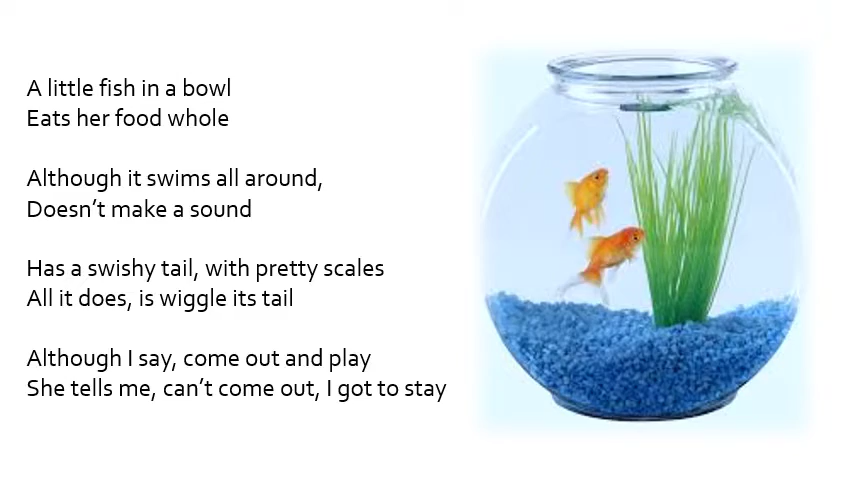 A little fish in a bowl
Eats her food whole
Although it swims all around,
Doesn't make a sound
Has a swishy tail, with pretty scales
All it does, is wiggle its tail
Although I say, come out and play
She tells me, can't come out, I got to stay